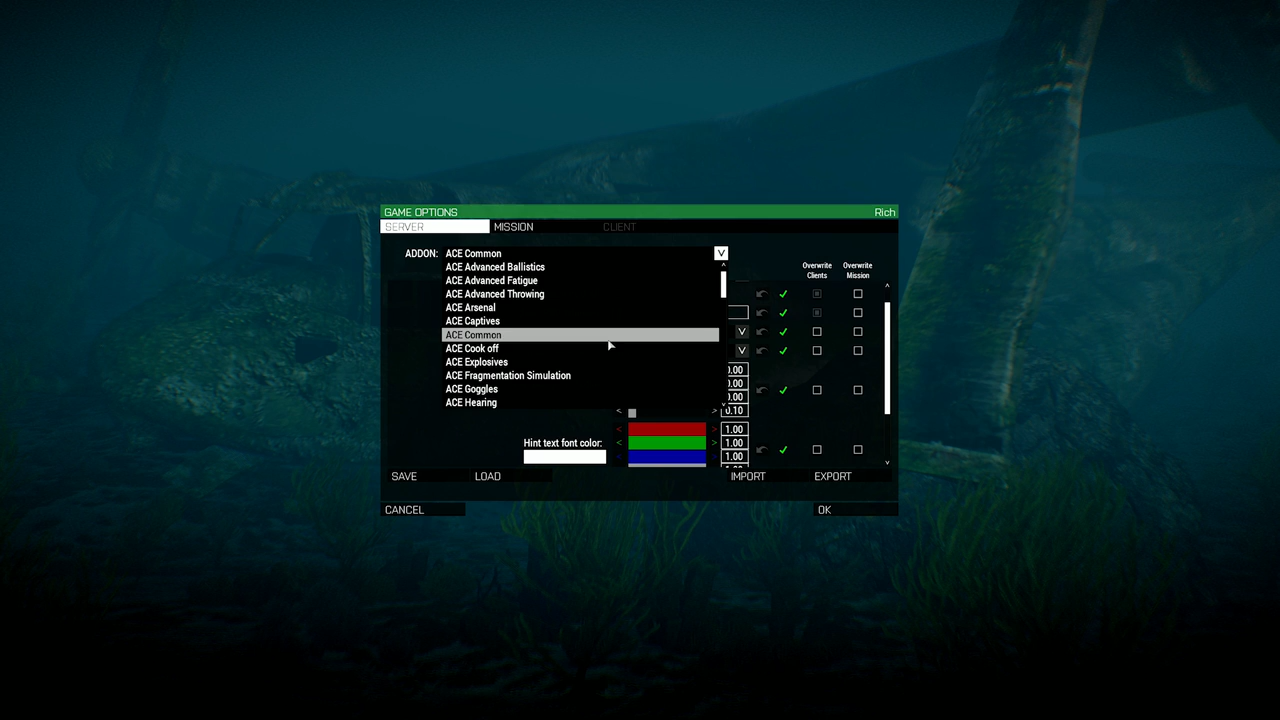 GAME OPTIONS Rich
SERVER MISSION CLIENT
ADDON: ACE Common V
ACE Advanced Ballistics
Overwrite Clients Overwrite Mission
ACE Advanced Fatigue
ACE Advanced Throwing
ACE Arsenal
ACE Captives
ACE Common V
ACE Cook off V
ACE Explosives
ACE Fragmentation Simulation
ACE Goggles
ACE Hearing
< > 0.10
< > 1.00
Hint text font color: < > 1.00
1.00
SAVE LOAD IMPORT EXPORT
CANCEL OK